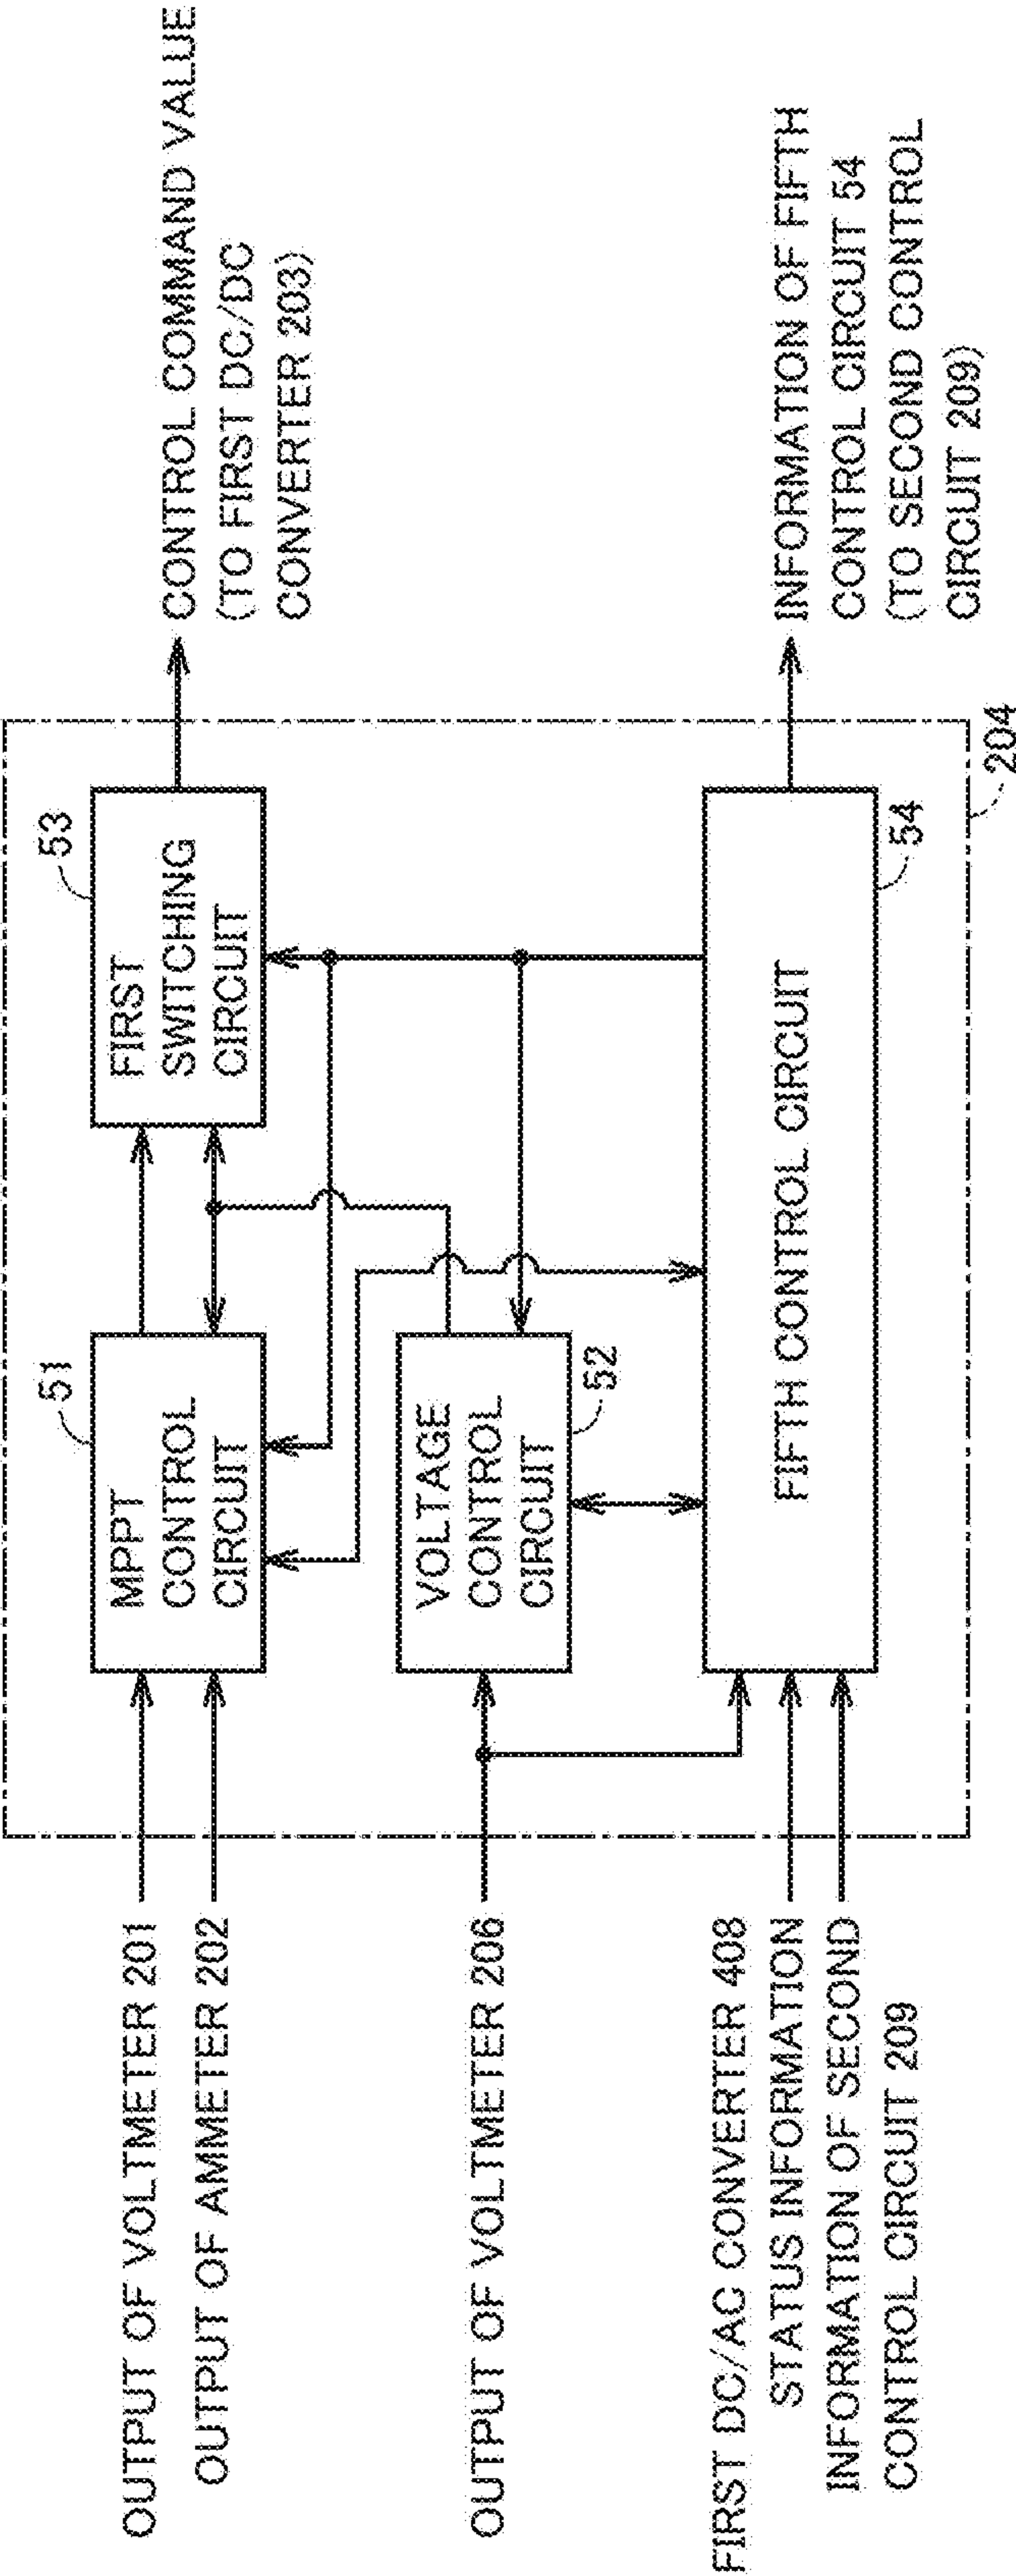 OUTPUT OF VOLTMETER 201
OUTPUT OF AMMETER 202
OUTPUT OF VOLTMETER 206
FIRST DC/AC CONVERTER 408
STATUS INFORMATION
INFORMATION OF SECOND
CONTROL CIRCUIT 209
51
MPPT
CONTROL
CIRCUIT
VOLTAGE
CONTROL
CIRCUIT
52
53
FIRST
SWITCHING
CIRCUIT
FIFTH CONTROL CIRCUIT
54
204
CONTROL COMMAND VALUE
(TO FIRST DC/DC
CONVERTER 203)
INFORMATION OF FIFTH
CONTROL CIRCUIT 54
(TO SECOND CONTROL
CIRCUIT 209)